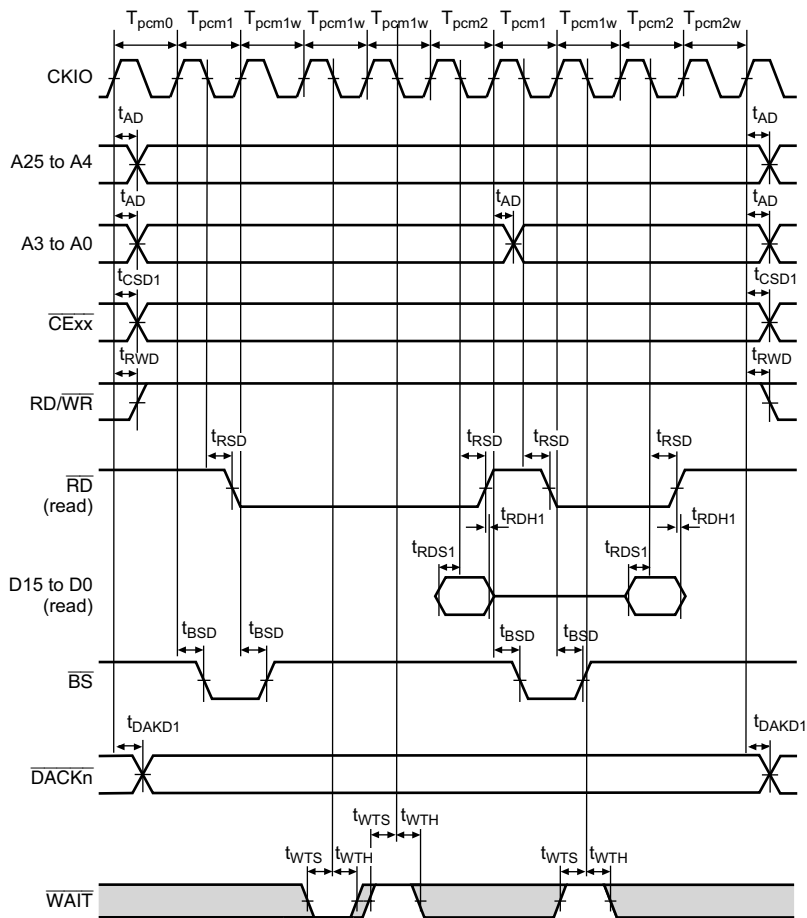 Tpcm0 Tpcm1 Tpcm1w Tpcm1w Tpcm1w Tpcm2 Tpcm1 Tpcm1w Tpcm2 Tpcm2w
CKIO
tAD tAD
A25 to A4
tAD tAD tAD
A3 to A0
tCSD1 tCSD1
CExx
tRWD tRWD
RD/WR
tRSD tRSD tRSD tRSD
RD
(read)
tRDH1 tRDH1
tRDS1 tRDS1
D15 to D0
(read)
tBSD tBSD tBSD tBSD
BS
tDAKD1 tDAKD1
DACKn
tWTS tWTH
tWTS tWTH tWTS tWTH
WAIT